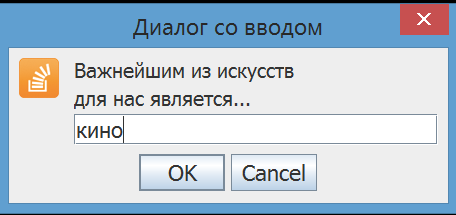 Диалог со вводом
Важнейшим из искусств
для нас является...
кино
OK Cancel